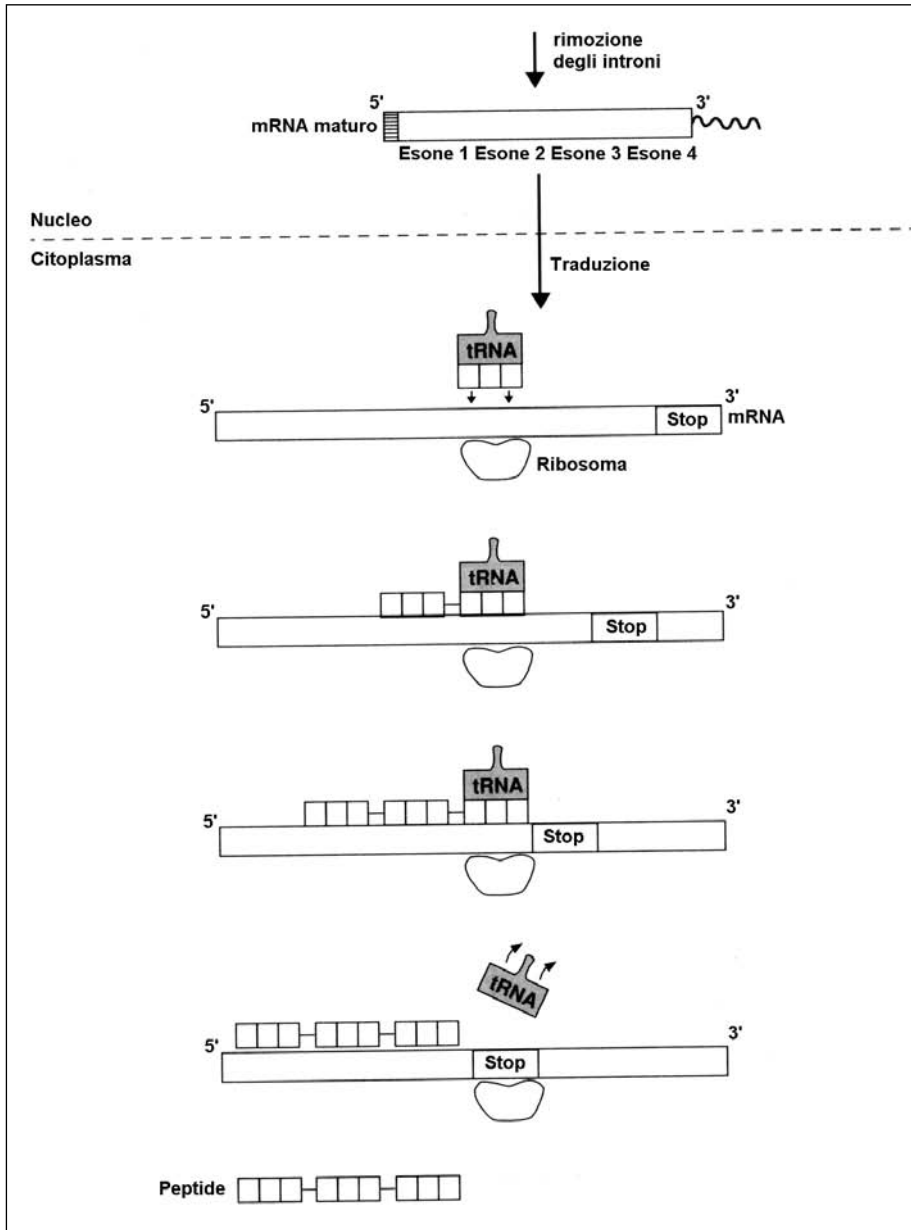 rimozione
degli introni
5'
3'
mRNA maturo
Esone 1 Esone 2 Esone 3 Esone 4
Nucleo
Citoplasma
Traduzione
tRNA
5'
3'
Stop
mRNA
Ribosoma
tRNA
5'
3'
Stop
tRNA
5'
3'
Stop
tRNA
5'
3'
Stop
Peptide